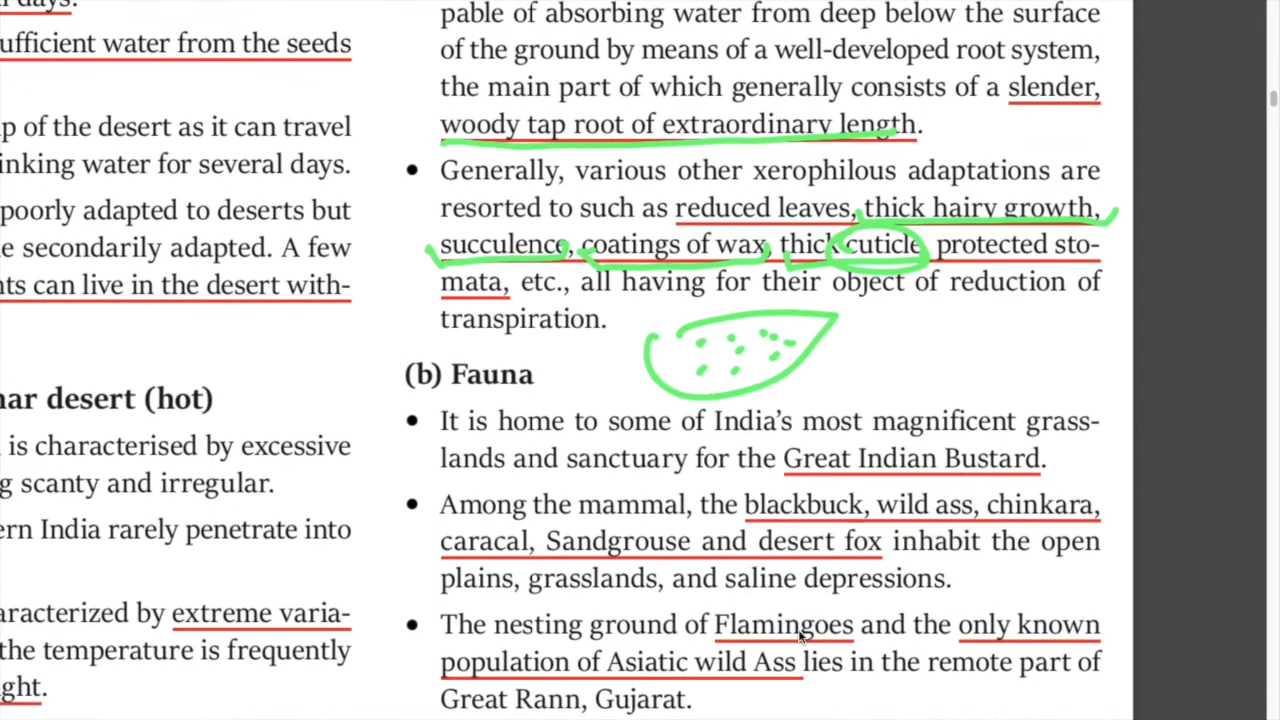 ufficient water from the seeds
p of the desert as it can travel
inking water for several days.
poorly adapted to deserts but
e secondarily adapted. A few
nts can live in the desert with-
nar desert (hot)
is characterised by excessive
g scanty and irregular.
ern India rarely penetrate into
aracterized by extreme varia-
the temperature is frequently
ght.
pable of absorbing water from deep below the surface
of the ground by means of a well-developed root system,
the main part of which generally consists of a slender,
woody tap root of extraordinary length.
• Generally, various other xerophilous adaptations are
resorted to such as reduced leaves, thick hairy growth,
succulence, coatings of wax, thick cuticle, protected sto-
mata, etc., all having for their object of reduction of
transpiration.
(b) Fauna
• It is home to some of India's most magnificent grass-
lands and sanctuary for the Great Indian Bustard.
• Among the mammal, the blackbuck, wild ass, chinkara,
caracal, Sandgrouse and desert fox inhabit the open
plains, grasslands, and saline depressions.
• The nesting ground of Flamingoes and the only known
population of Asiatic wild Ass lies in the remote part of
Great Rann, Gujarat.